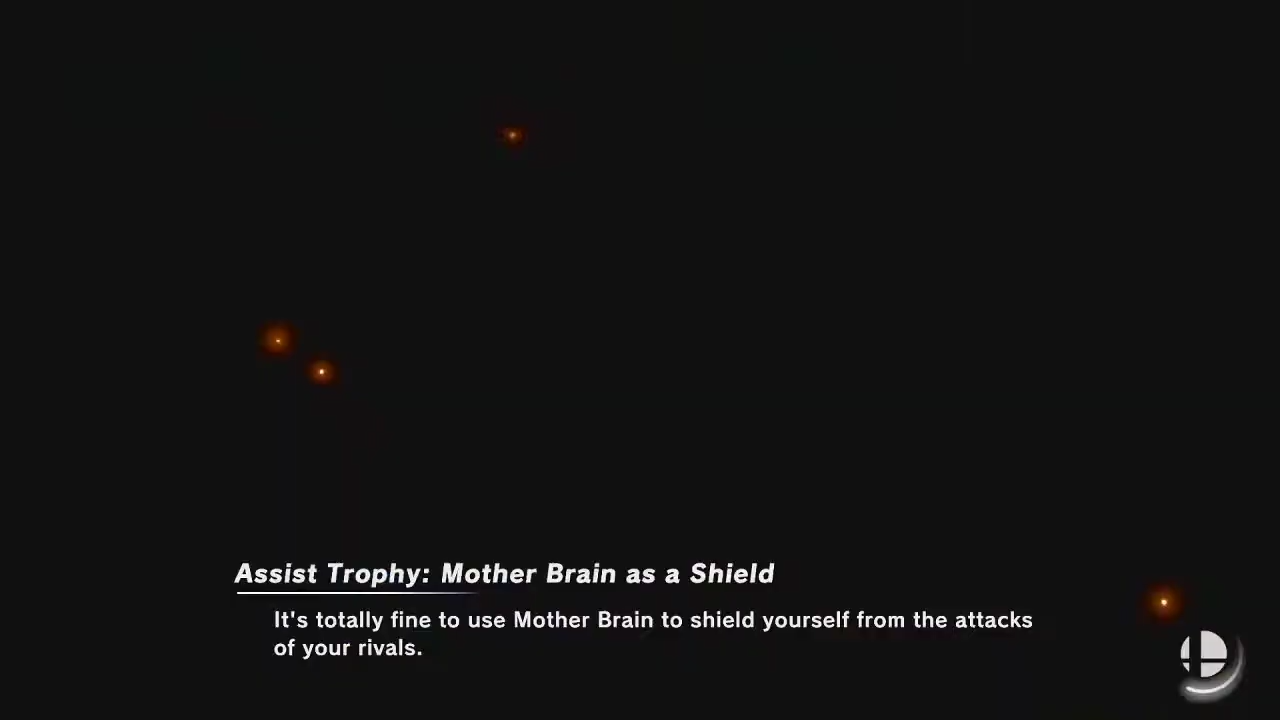 Assist Trophy: Mother Brain as a Shield
It's totally fine to use Mother Brain to shield yourself from the attacks
of your rivals.